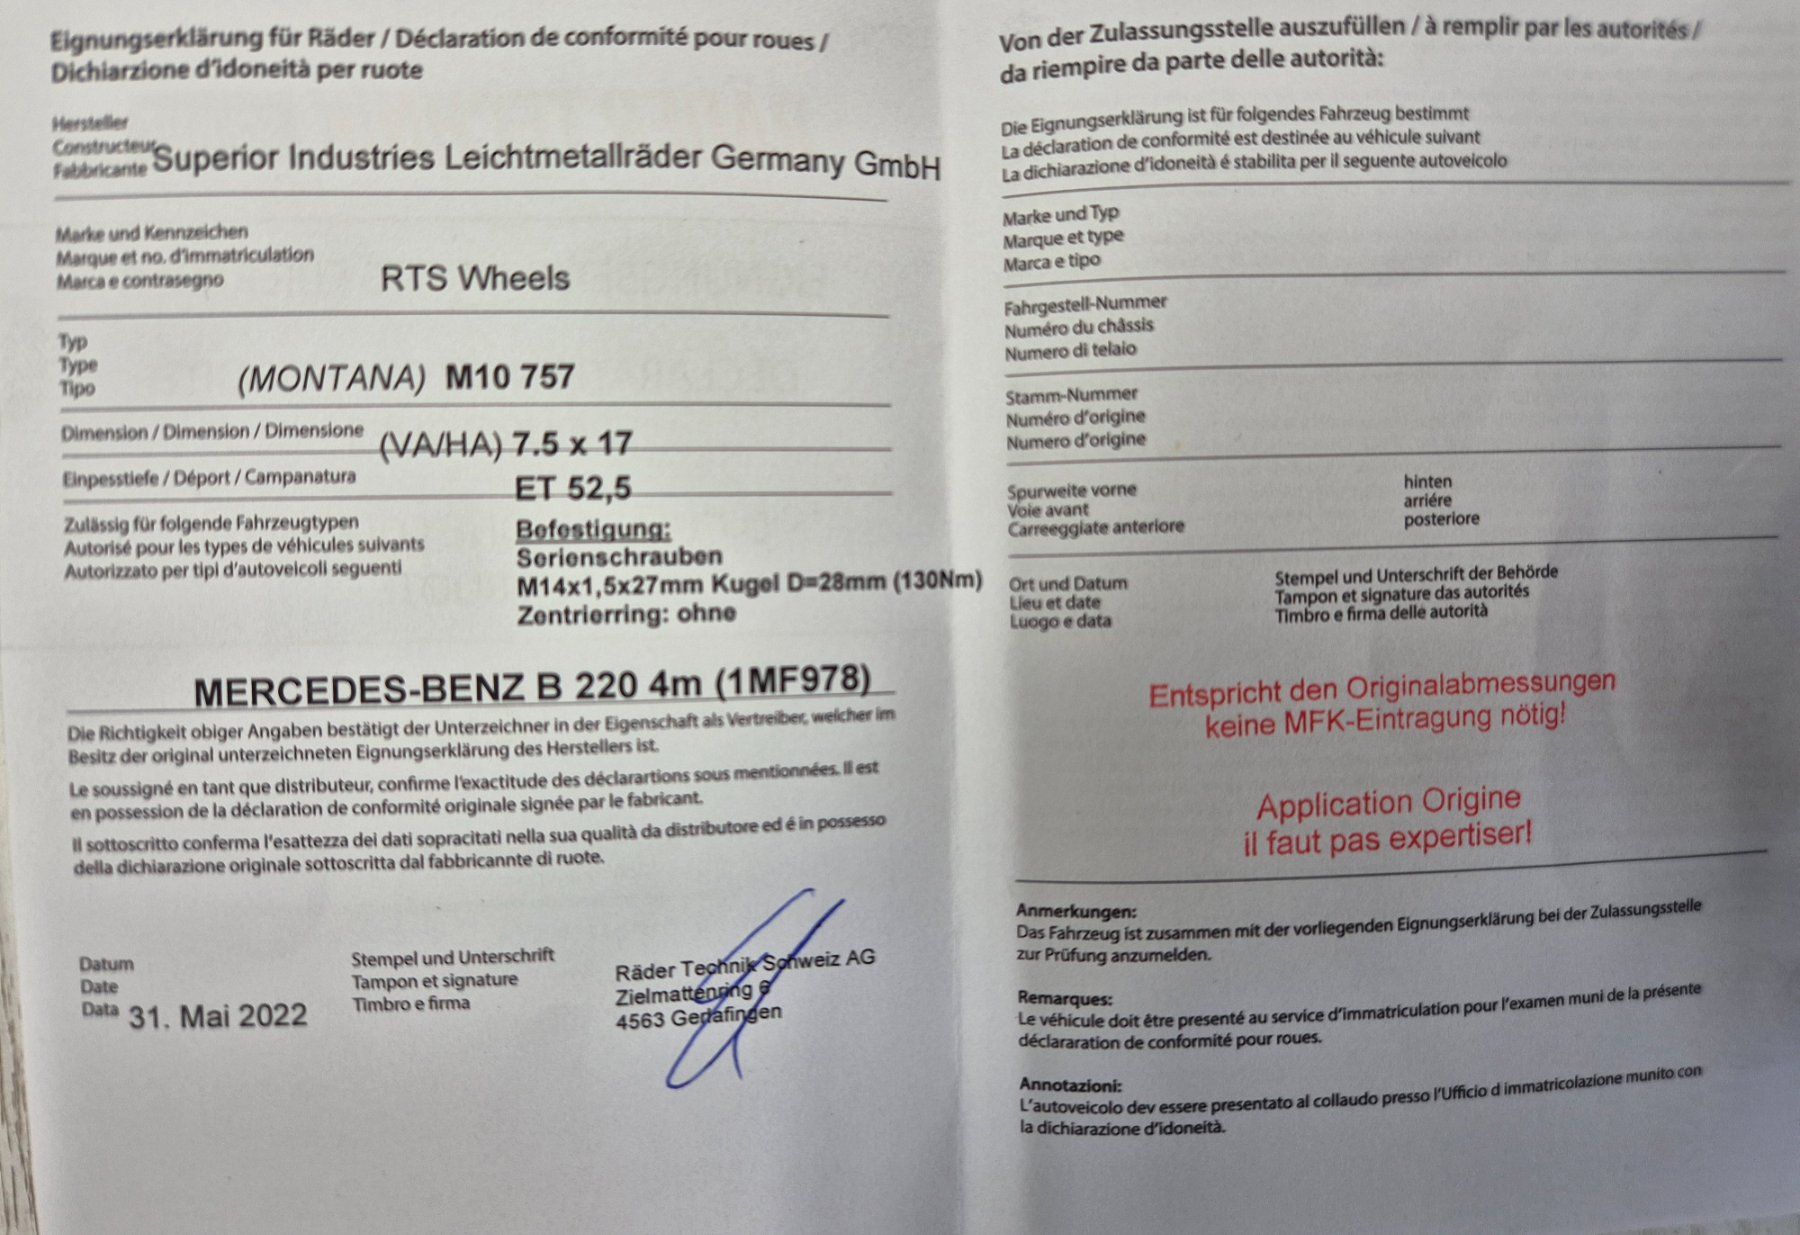 Eignungserklärung für Räder / Déclaration de conformité pour roues /
Dichiarzione d'idoneità per ruote
Hersteller
Constructeur
Fabbricante Superior Industries Leichtmetallräder Germany GmbH
Marke und Kennzeichen
Marque et no. d'immatriculation
Marca e contrasegno
RTS Wheels
Typ
Type
Tipo
(MONTANA) M10 757
Dimension / Dimension / Dimensione (VA/HA) 7.5 x 17
Einpesstiefe / Déport / Campanatura ET 52,5
Zulässig für folgende Fahrzeugtypen
Autorisé pour les types de véhicules suivants
Autorizzato per tipi d'autoveicoli seguenti
Befestigung:
Serienschrauben
M14x1,5x27mm Kugel D=28mm (130Nm)
Zentrierring: ohne
MERCEDES-BENZ B 220 4m (1MF978)
Die Richtigkeit obiger Angaben bestätigt der Unterzeichner in der Eigenschaft als Vertreiber, welcher im
Besitz der original unterzeichneten Eignungserklärung des Herstellers ist.
Le soussigné en tant que distributeur, confirme l'exactitude des déclarartions sous mentionnées. Il est
en possession de la déclaration de conformité originale signée par le fabricant.
Il sottoscritto conferma l'esattezza dei dati sopracitati nella sua qualità da distributore ed é in possesso
della dichiarazione originale sottoscritta dal fabbricannte di ruote.
Datum
Date
Data 31. Mai 2022
Stempel und Unterschrift
Tampon et signature
Timbro e firma
Räder Technik Schweiz AG
Zielmattenring 6
4563 Gerlafingen
Von der Zulassungsstelle auszufüllen / à remplir par les autorités /
da riempire da parte delle autorità:
Die Eignungserklärung ist für folgendes Fahrzeug bestimmt
La déclaration de conformité est destinée au véhicule suivant
La dichiarazione d'idoneità é stabilita per il seguente autoveicolo
Marke und Typ
Marque et type
Marca e tipo
Fahrgestell-Nummer
Numéro du châssis
Numero di telaio
Stamm-Nummer
Numéro d'origine
Numero d'origine
Spurweite vorne
Voie avant
Carreeggiate anteriore
hinten
arriére
posteriore
Ort und Datum
Lieu et date
Luogo e data
Stempel und Unterschrift der Behörde
Tampon et signature das autorités
Timbro e firma delle autorità
Entspricht den Originalabmessungen
keine MFK-Eintragung nötig!
Application Origine
il faut pas expertiser!
Anmerkungen:
Das Fahrzeug ist zusammen mit der vorliegenden Eignungserklärung bei der Zulassungsstelle
zur Prüfung anzumelden.
Remarques:
Le véhicule doit être presenté au service d'immatriculation pour l'examen muni de la présente
déclararation de conformité pour roues.
Annotazioni:
L'autoveicolo dev essere presentato al collaudo presso l'Ufficio d immatricolazione munito con
la dichiarazione d'idoneità.